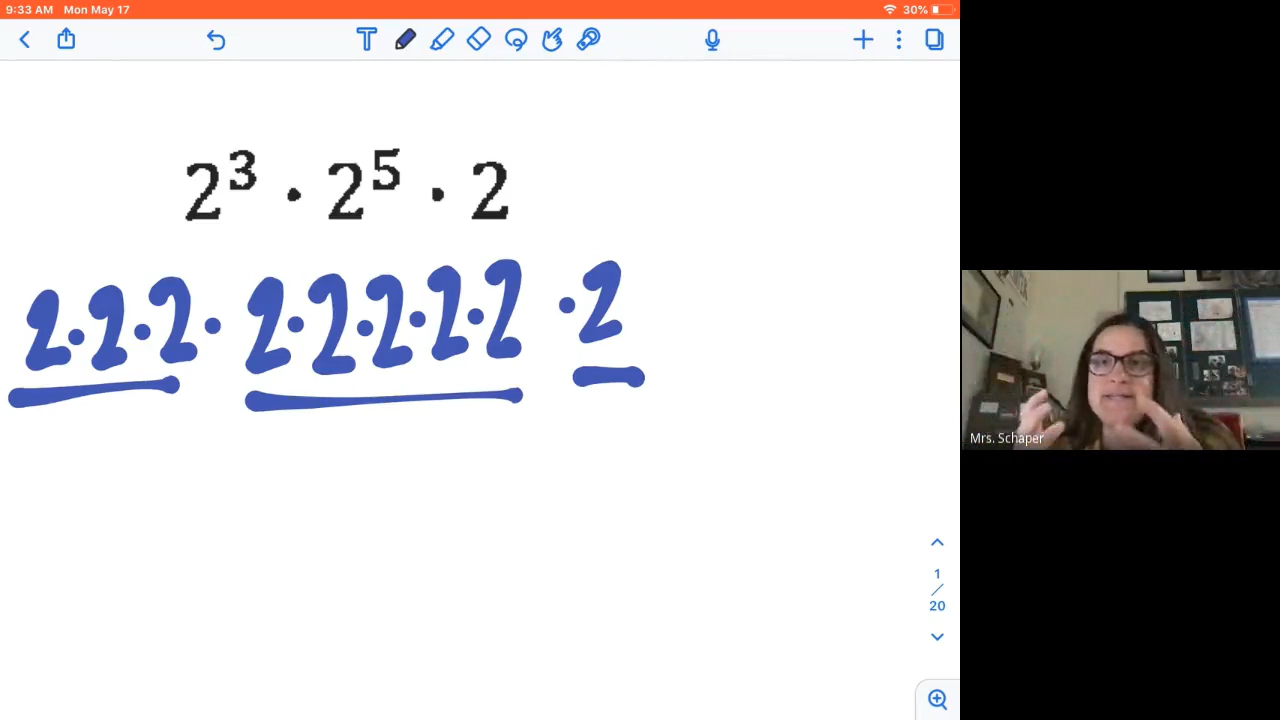 9:33 AM Mon May 17 30%
T
2³ · 2⁵ · 2
2·2·2· 2·2·2·2·2 ·2
Mrs. Schaper
1
/
20